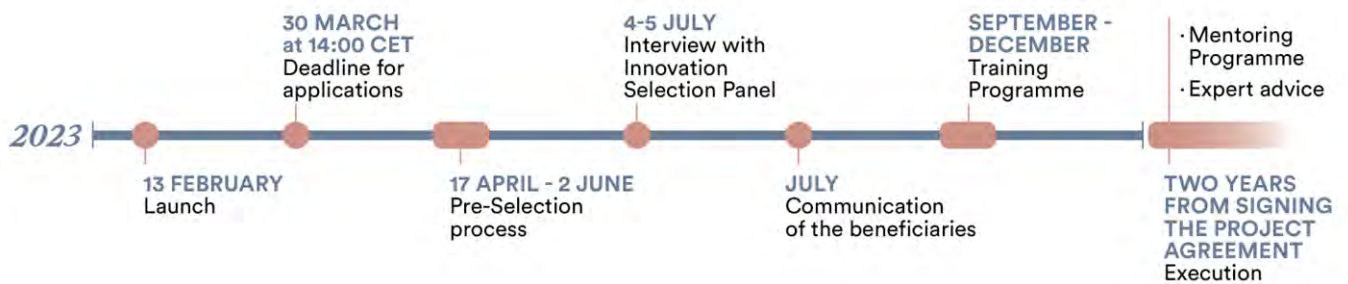 2023
13 FEBRUARY
Launch
30 MARCH
at 14:00 CET
Deadline for
applications
17 APRIL - 2 JUNE
Pre-Selection
process
4-5 JULY
Interview with
Innovation
Selection Panel
JULY
Communication
of the beneficiaries
SEPTEMBER -
DECEMBER
Training
Programme
· Mentoring
Programme
· Expert advice
TWO YEARS
FROM SIGNING
THE PROJECT
AGREEMENT
Execution